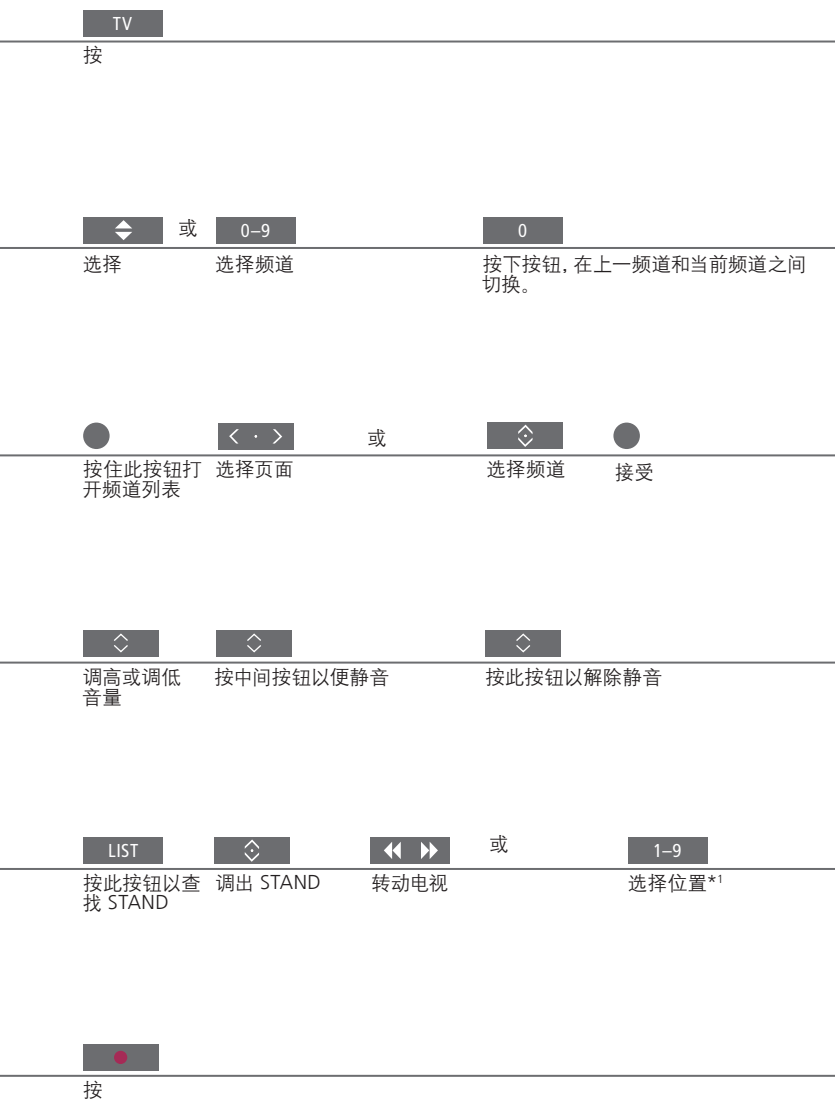 TV
按
或 0–9 0
选择 选择频道 按下按钮，在上一频道和当前频道之间
切换。
或
按住此按钮打 选择页面 选择频道 接受
开频道列表
调高或调低 按中间按钮以便静音 按此按钮以解除静音
音量
LIST 或 1–9
按此按钮以查 调出 STAND 转动电视 选择位置*1
找 STAND
按